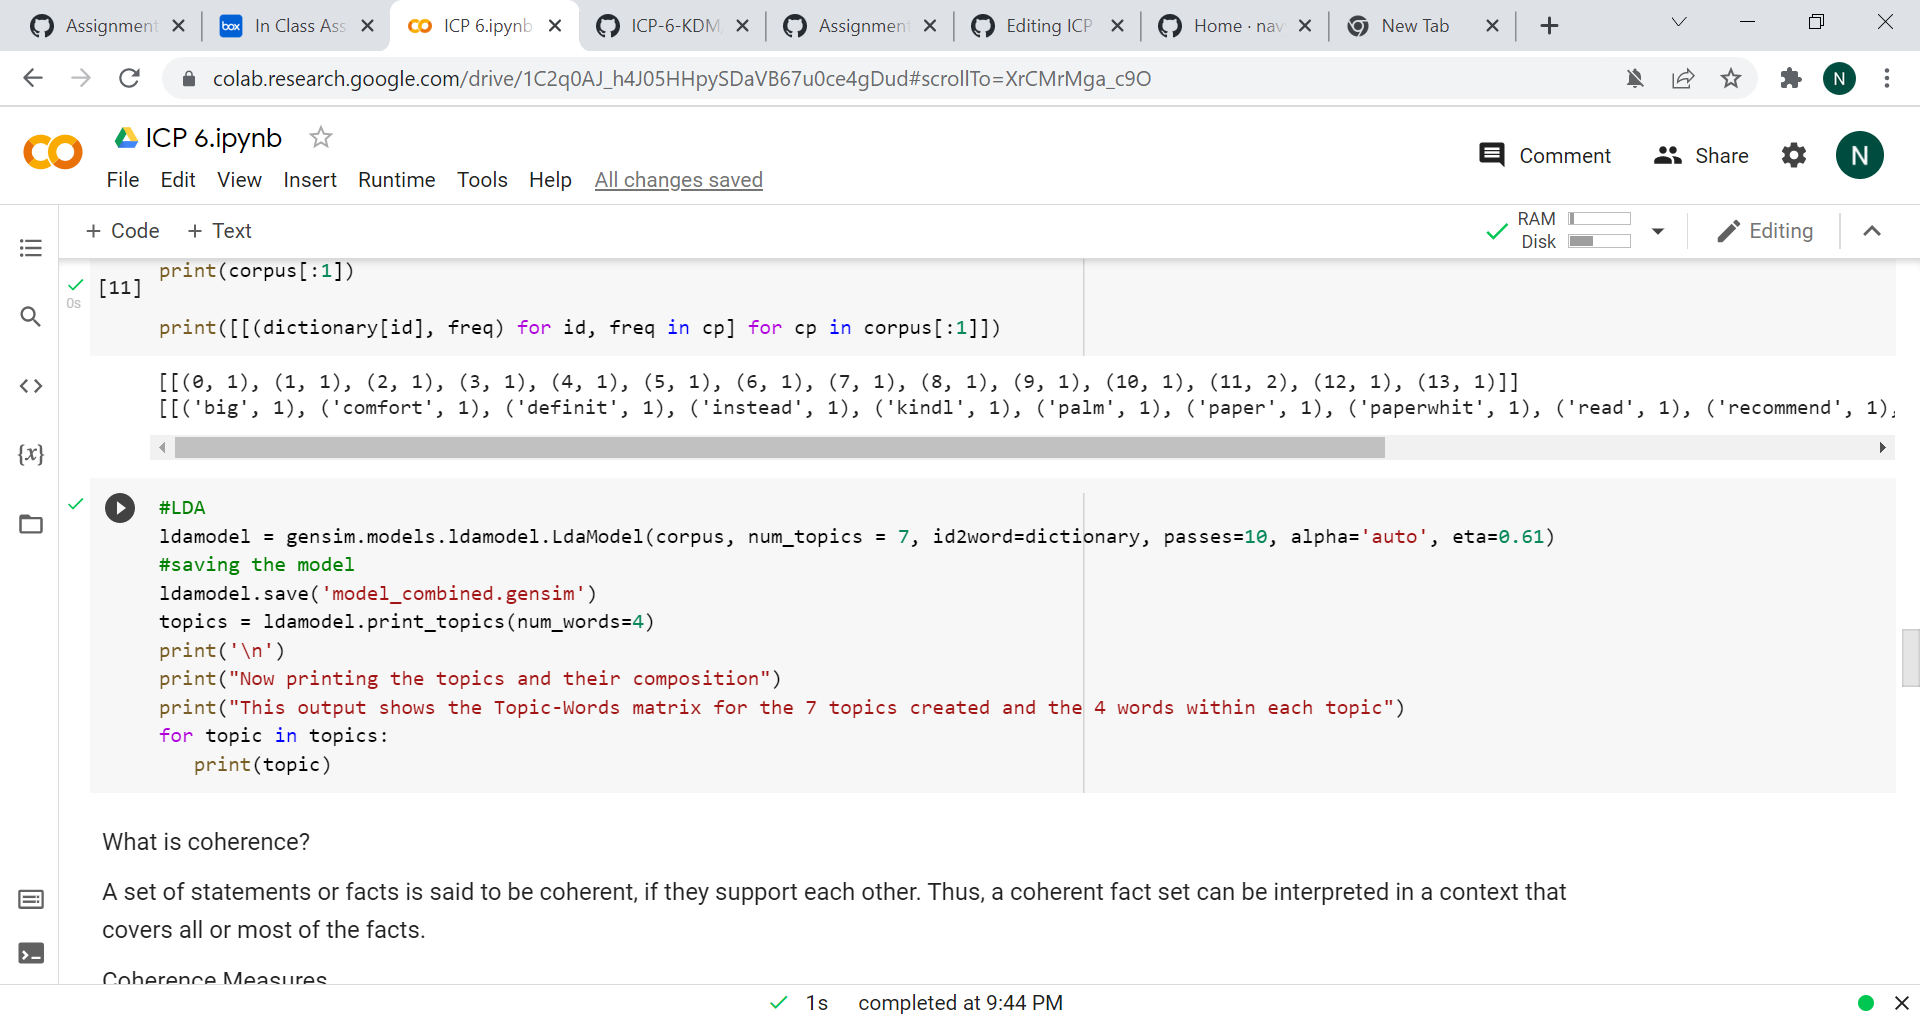 Assignment
In Class Ass
ICP 6.ipynb
ICP-6-KDM
Assignment
Editing ICP
Home · nav
New Tab
colab.research.google.com/drive/1C2q0AJ_h4J05HHpySDaVB67u0ce4gDud#scrollTo=XrCMrMga_c9O
N
ICP 6.ipynb
Comment
Share
N
File Edit View Insert Runtime Tools Help All changes saved
+ Code + Text
RAM
Disk
Editing
print(corpus[:1])
[11]
0s
print([[(dictionary[id], freq) for id, freq in cp] for cp in corpus[:1]])
[[(0, 1), (1, 1), (2, 1), (3, 1), (4, 1), (5, 1), (6, 1), (7, 1), (8, 1), (9, 1), (10, 1), (11, 2), (12, 1), (13, 1)]]
[[('big', 1), ('comfort', 1), ('definit', 1), ('instead', 1), ('kindl', 1), ('palm', 1), ('paper', 1), ('paperwhit', 1), ('read', 1), ('recommend', 1),
#LDA
ldamodel = gensim.models.ldamodel.LdaModel(corpus, num_topics = 7, id2word=dictionary, passes=10, alpha='auto', eta=0.61)
#saving the model
ldamodel.save('model_combined.gensim')
topics = ldamodel.print_topics(num_words=4)
print('\n')
print("Now printing the topics and their composition")
print("This output shows the Topic-Words matrix for the 7 topics created and the 4 words within each topic")
for topic in topics:
print(topic)
What is coherence?
A set of statements or facts is said to be coherent, if they support each other. Thus, a coherent fact set can be interpreted in a context that
covers all or most of the facts.
Coherence Measures
1s completed at 9:44 PM